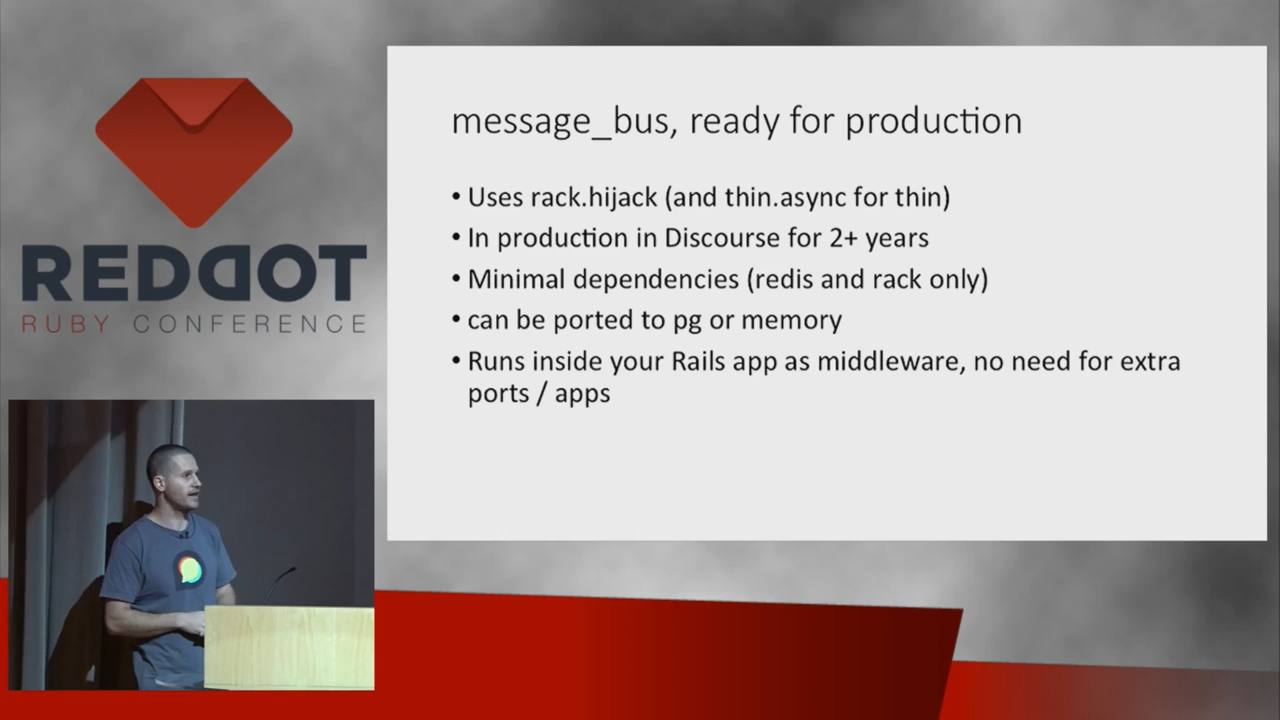 REDDOT
RUBY CONFERENCE
message_bus, ready for production
• Uses rack.hijack (and thin.async for thin)
• In production in Discourse for 2+ years
• Minimal dependencies (redis and rack only)
• can be ported to pg or memory
• Runs inside your Rails app as middleware, no need for extra
ports / apps